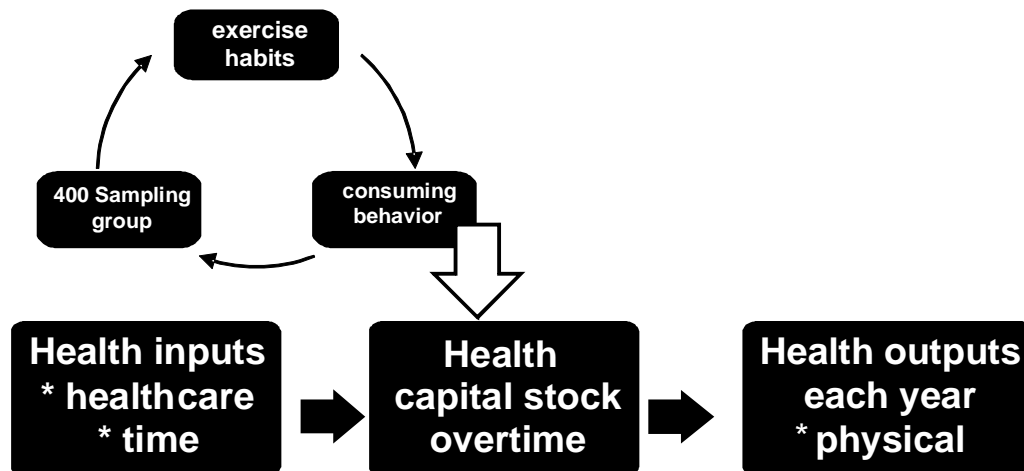 exercise
habits
400 Sampling
group
consuming
behavior
Health inputs
* healthcare
* time
Health
capital stock
overtime
Health outputs
each year
* physical